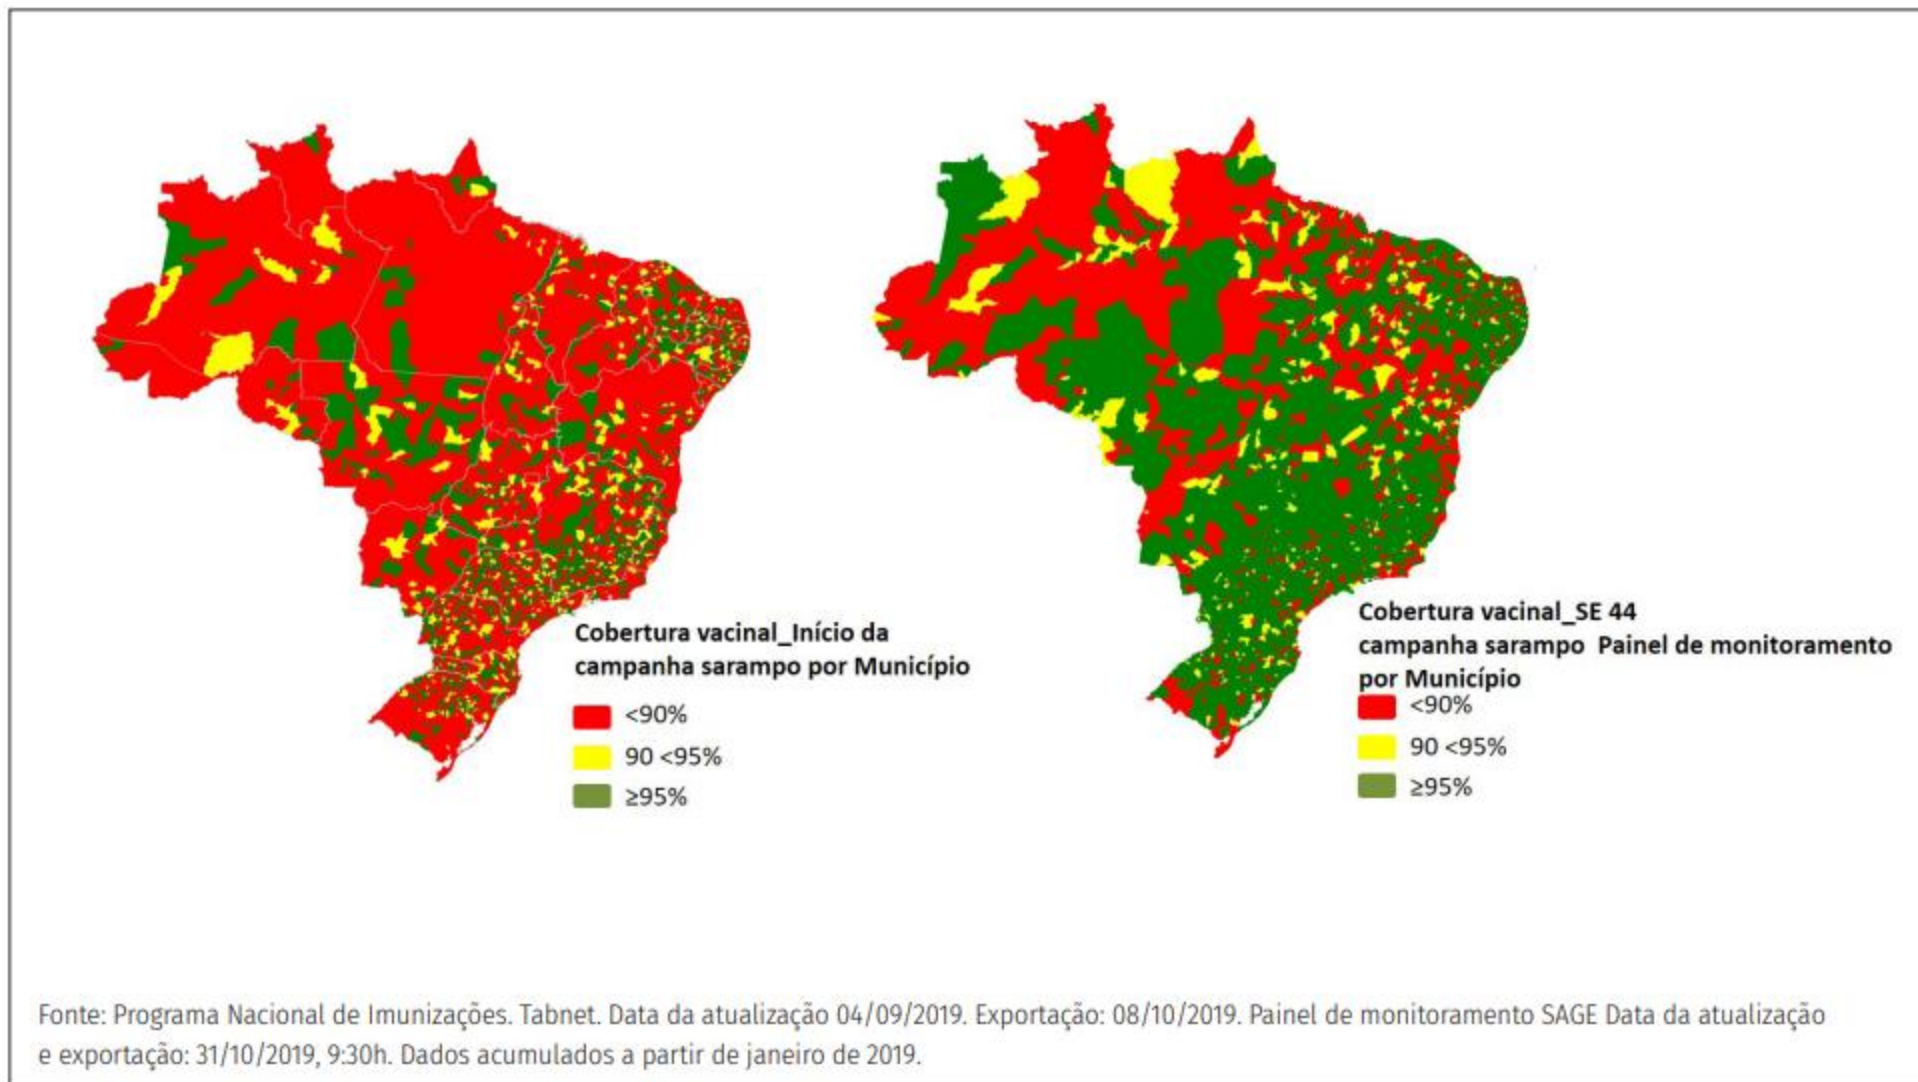 Cobertura vacinal_Início da
campanha sarampo por Município
<90%
90 <95%
≥95%
Cobertura vacinal_SE 44
campanha sarampo  Painel de monitoramento
por Município
<90%
90 <95%
≥95%
Fonte: Programa Nacional de Imunizações. Tabnet. Data da atualização 04/09/2019. Exportação: 08/10/2019. Painel de monitoramento SAGE Data da atualização
e exportação: 31/10/2019, 9:30h. Dados acumulados a partir de janeiro de 2019.